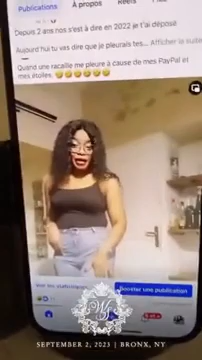 Publications À propos Reels Plus
Depuis 2 ans nos s'est à dire en 2022 je t'ai déposé
Aujourd hui tu vas dire que je pleurais tes... Afficher la suite
Quand une racaille me pleure à cause de mes PayPal et
mes étoiles.
Voir les statistiques Booster une publication
SEPTEMBER 2, 2023 | BRONX, NY